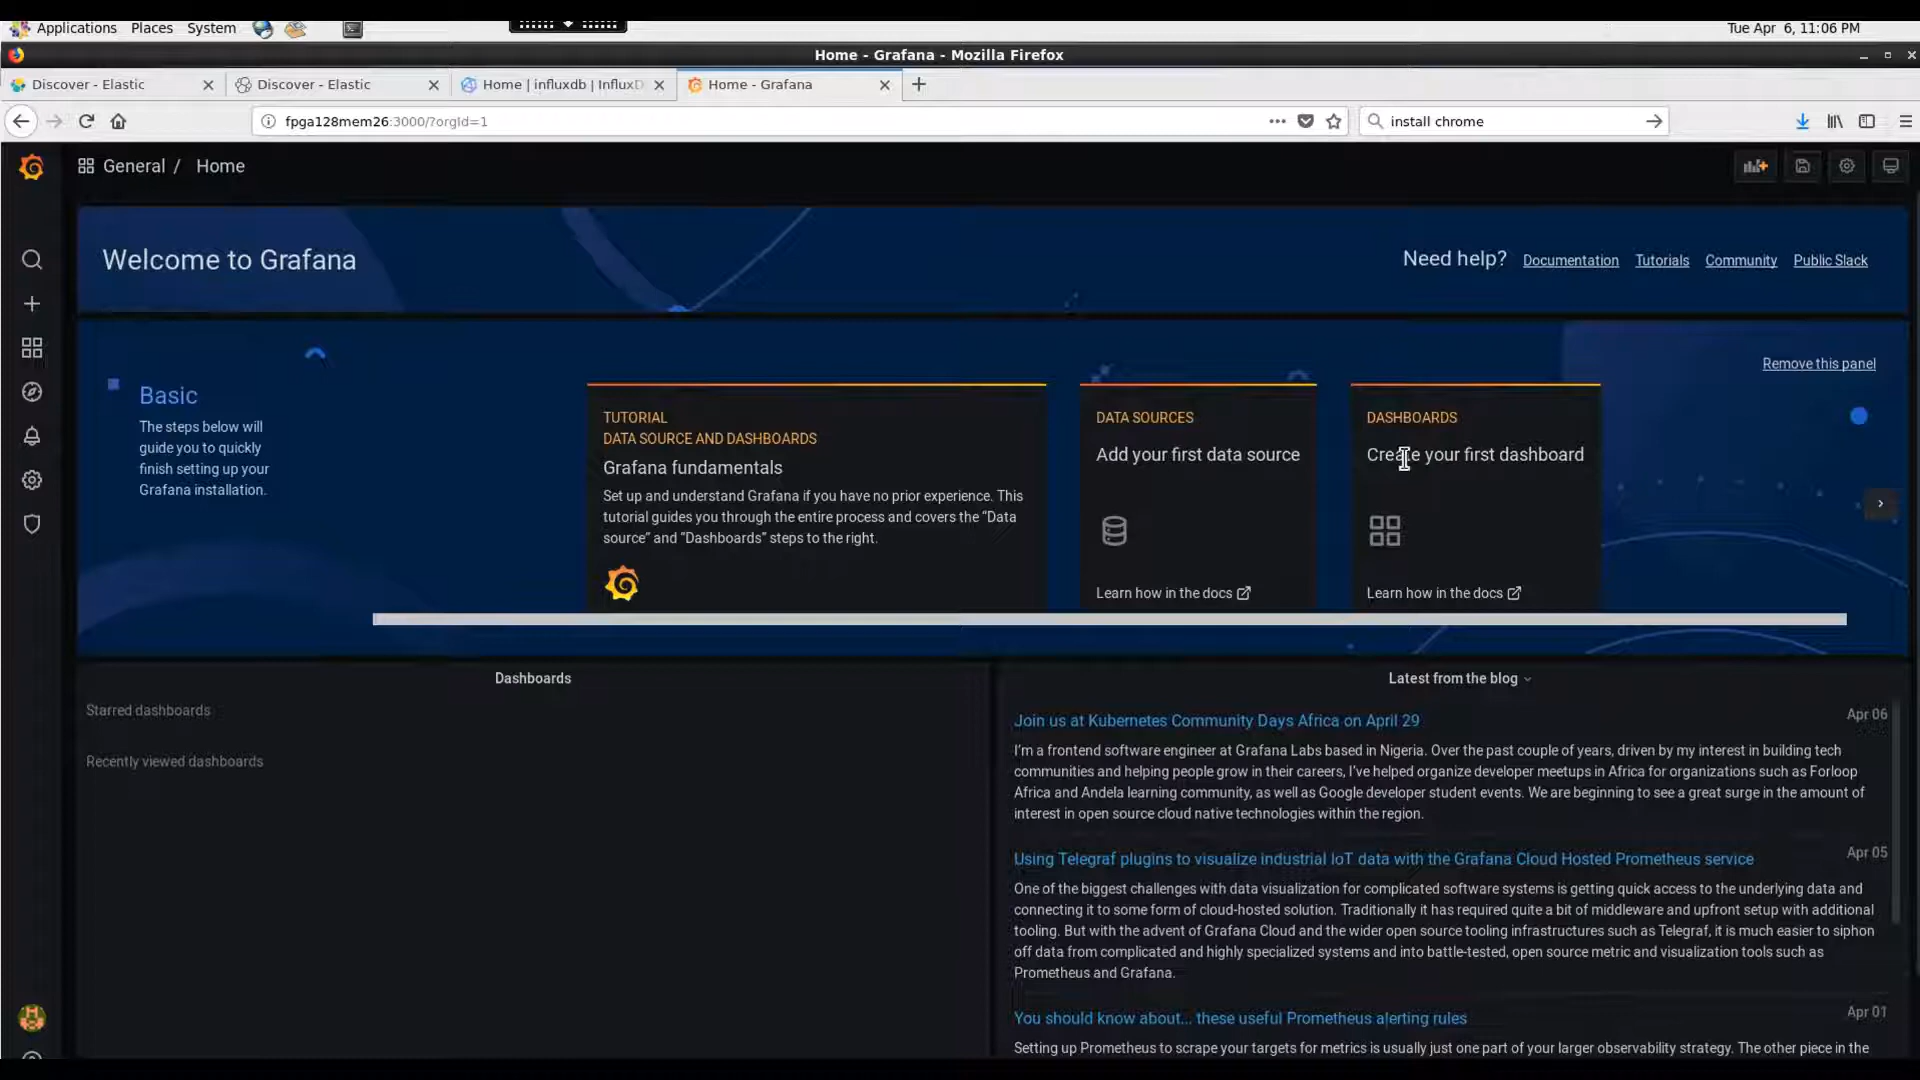 Applications Places System
Tue Apr 6, 11:06 PM
Home - Grafana - Mozilla Firefox
Discover - Elastic
Discover - Elastic
Home | influxdb | InfluxD
Home - Grafana
fpga128mem26:3000/?orgId=1
install chrome
General / Home
Welcome to Grafana
Need help? Documentation Tutorials Community Public Slack
Remove this panel
Basic
The steps below will
guide you to quickly
finish setting up your
Grafana installation.
TUTORIAL
DATA SOURCE AND DASHBOARDS
Grafana fundamentals
Set up and understand Grafana if you have no prior experience. This
tutorial guides you through the entire process and covers the “Data
source” and “Dashboards” steps to the right.
DATA SOURCES
Add your first data source
Learn how in the docs
DASHBOARDS
Create your first dashboard
Learn how in the docs
Dashboards
Starred dashboards
Recently viewed dashboards
Latest from the blog
Join us at Kubernetes Community Days Africa on April 29
Apr 06
I’m a frontend software engineer at Grafana Labs based in Nigeria. Over the past couple of years, driven by my interest in building tech
communities and helping people grow in their careers, I’ve helped organize developer meetups in Africa for organizations such as Forloop
Africa and Andela learning community, as well as Google developer student events. We are beginning to see a great surge in the amount of
interest in open source cloud native technologies within the region.
Using Telegraf plugins to visualize industrial IoT data with the Grafana Cloud Hosted Prometheus service
Apr 05
One of the biggest challenges with data visualization for complicated software systems is getting quick access to the underlying data and
connecting it to some form of cloud-hosted solution. Traditionally it has required quite a bit of middleware and upfront setup with additional
tooling. But with the advent of Grafana Cloud and the wider open source tooling infrastructures such as Telegraf, it is much easier to siphon
off data from complicated and highly specialized systems and into battle-tested, open source metric and visualization tools such as
Prometheus and Grafana.
You should know about... these useful Prometheus alerting rules
Apr 01
Setting up Prometheus to scrape your targets for metrics is usually just one part of your larger observability strategy. The other piece in the